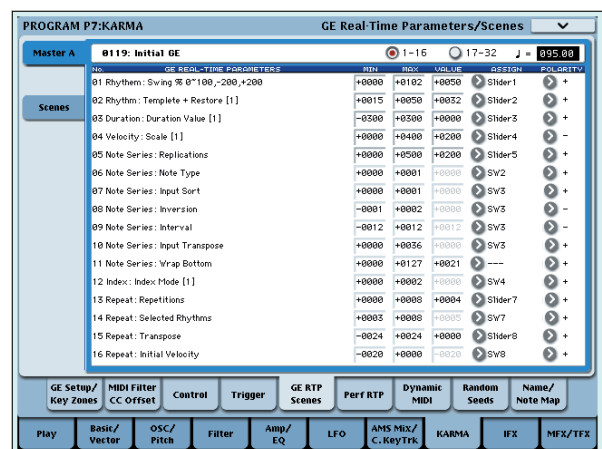 PROGRAM P7:KARMA GE Real-Time Parameters/Scenes
Master A 0119: Initial GE 1-16 17-32 ♩ = 095.00
No. GE REAL-TIME PARAMETERS MIN MAX VALUE ASSIGN POLARITY
01 Rhythem: Swing % 0~100,-200,+200 +0000 +0102 +0050 Slider1 +
Scenes
02 Rhythm: Templete + Restore [1] +0015 +0050 +0032 Slider2 +
03 Duration: Duration Value [1] -0300 +0300 +0000 Slider3 +
04 Velocity: Scale [1] +0000 +0400 +0200 Slider4 -
05 Note Series: Replications +0000 +0500 +0200 Slider5 +
06 Note Series: Note Type +0000 +0001 +0000 SW2 +
07 Note Series: Input Sort +0000 +0001 +0000 SW3 +
08 Note Series: Inversion -0001 +0002 +0000 SW3 -
09 Note Series: Interval -0012 +0012 +0012 SW3 -
10 Note Series: Input Transpose +0000 +0036 +0000 SW3 +
11 Note Series: Wrap Bottom +0000 +0127 +0021 --- +
12 Index: Index Mode [1] +0000 +0002 +0000 SW4 +
13 Repeat: Repetitions +0000 +0008 +0004 Slider7 +
14 Repeat: Selected Rhythms +0003 +0008 +0005 SW7 +
15 Repeat: Transpose -0024 +0024 +0000 Slider8 +
16 Repeat: Initial Velocity -0020 +0000 -0020 SW8 +
GE Setup/ Key Zones MIDI Filter CC Offset Control Trigger GE RTP Scenes Perf RTP Dynamic MIDI Random Seeds Name/ Note Map
Play Basic/ Vector OSC/ Pitch Filter Amp/ EQ LFO AMS Mix/ C.KeyTrk KARMA IFX MFX/TFX